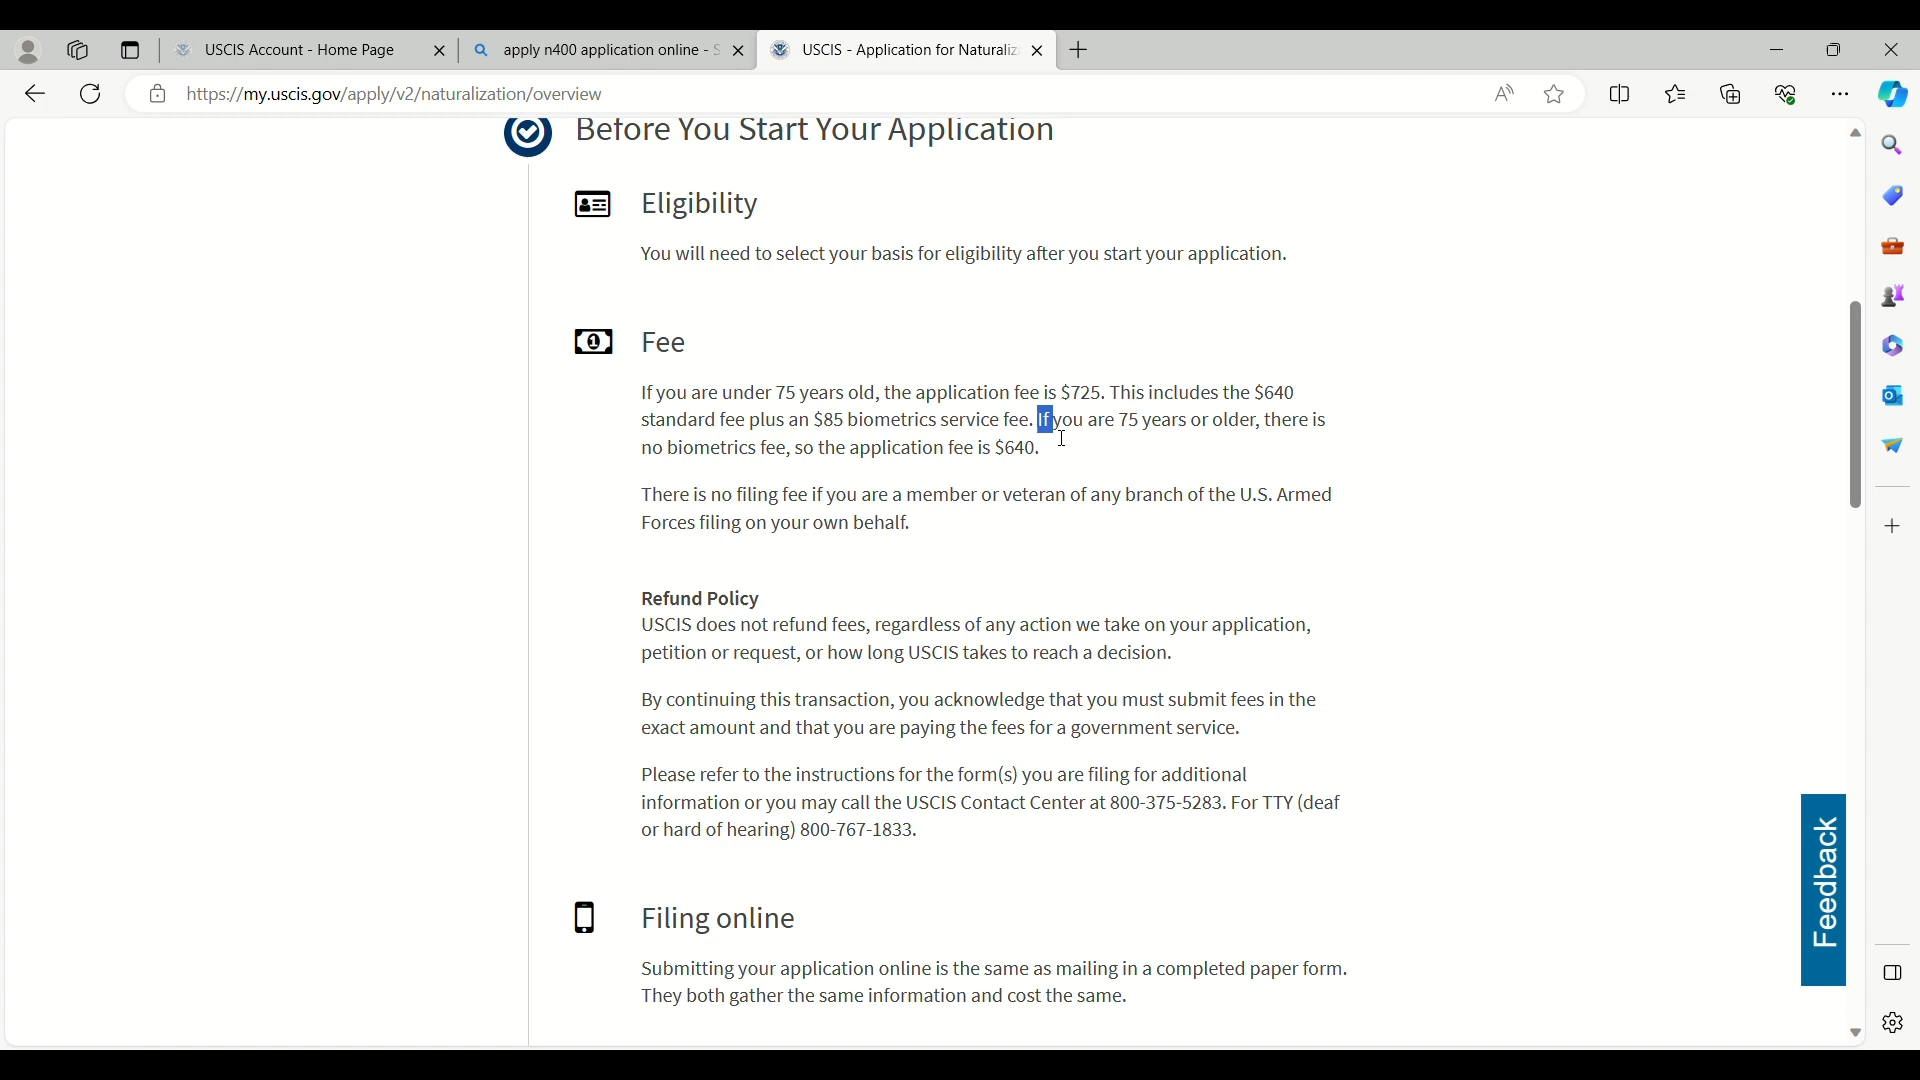 USCIS Account - Home Page
apply n400 application online - S
USCIS - Application for Naturaliz
https://my.uscis.gov/apply/v2/naturalization/overview
Before You Start Your Application
Eligibility
You will need to select your basis for eligibility after you start your application.
Fee
If you are under 75 years old, the application fee is $725. This includes the $640
standard fee plus an $85 biometrics service fee. If you are 75 years or older, there is
no biometrics fee, so the application fee is $640.
There is no filing fee if you are a member or veteran of any branch of the U.S. Armed
Forces filing on your own behalf.
Refund Policy
USCIS does not refund fees, regardless of any action we take on your application,
petition or request, or how long USCIS takes to reach a decision.
By continuing this transaction, you acknowledge that you must submit fees in the
exact amount and that you are paying the fees for a government service.
Please refer to the instructions for the form(s) you are filing for additional
information or you may call the USCIS Contact Center at 800-375-5283. For TTY (deaf
or hard of hearing) 800-767-1833.
Feedback
Filing online
Submitting your application online is the same as mailing in a completed paper form.
They both gather the same information and cost the same.